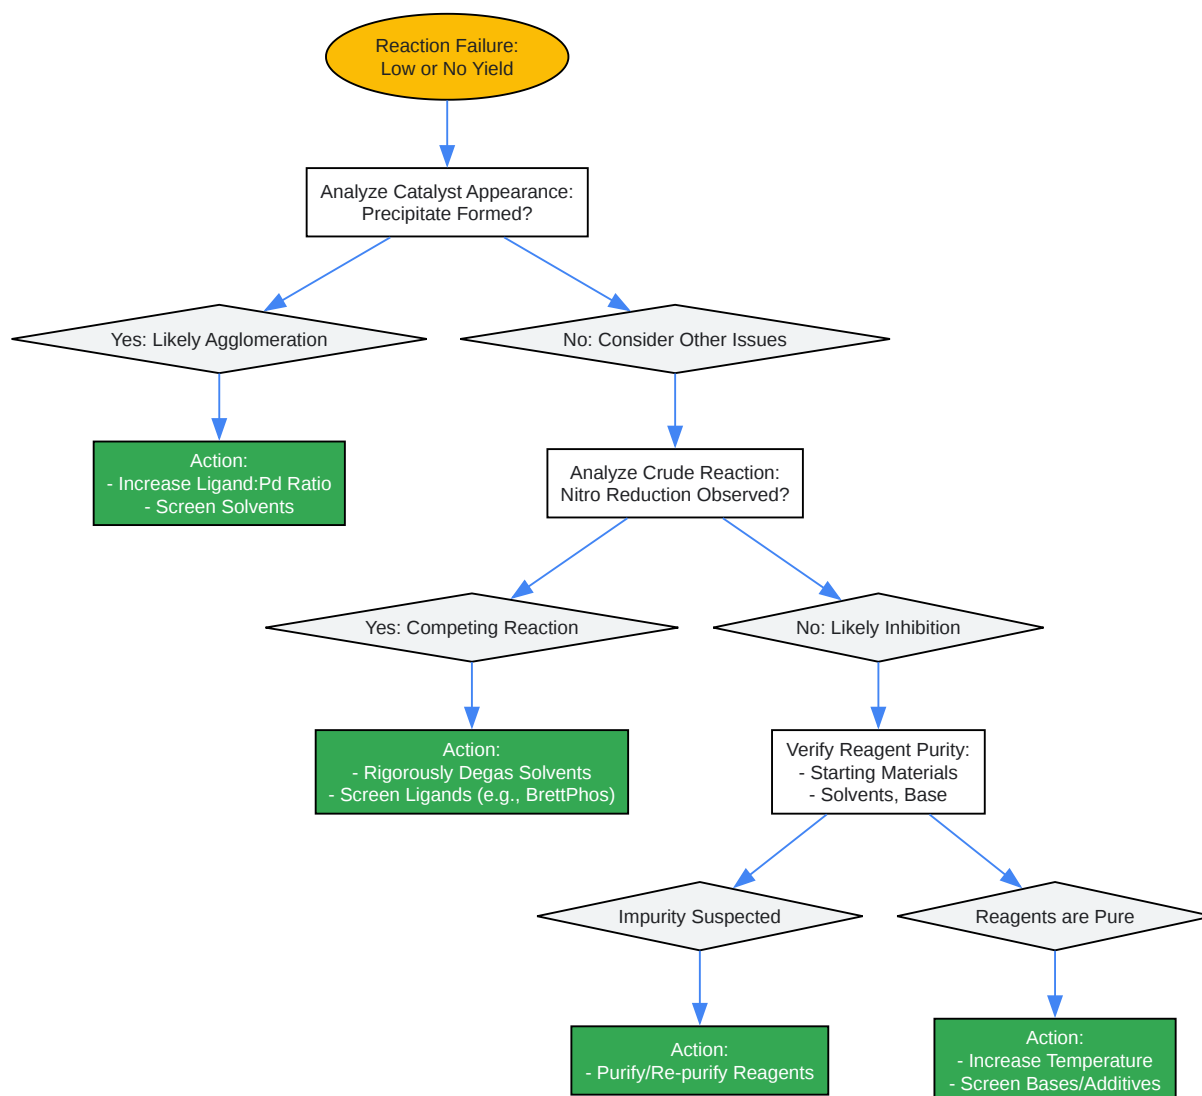 Reaction Failure:
Low or No Yield
Analyze Catalyst Appearance:
Precipitate Formed?
Yes: Likely Agglomeration
No: Consider Other Issues
Action:
- Increase Ligand:Pd Ratio
- Screen Solvents
Analyze Crude Reaction:
Nitro Reduction Observed?
Yes: Competing Reaction
No: Likely Inhibition
Action:
- Rigorously Degas Solvents
- Screen Ligands (e.g., BrettPhos)
Verify Reagent Purity:
- Starting Materials
- Solvents, Base
Impurity Suspected
Reagents are Pure
Action:
- Purify/Re-purify Reagents
Action:
- Increase Temperature
- Screen Bases/Additives